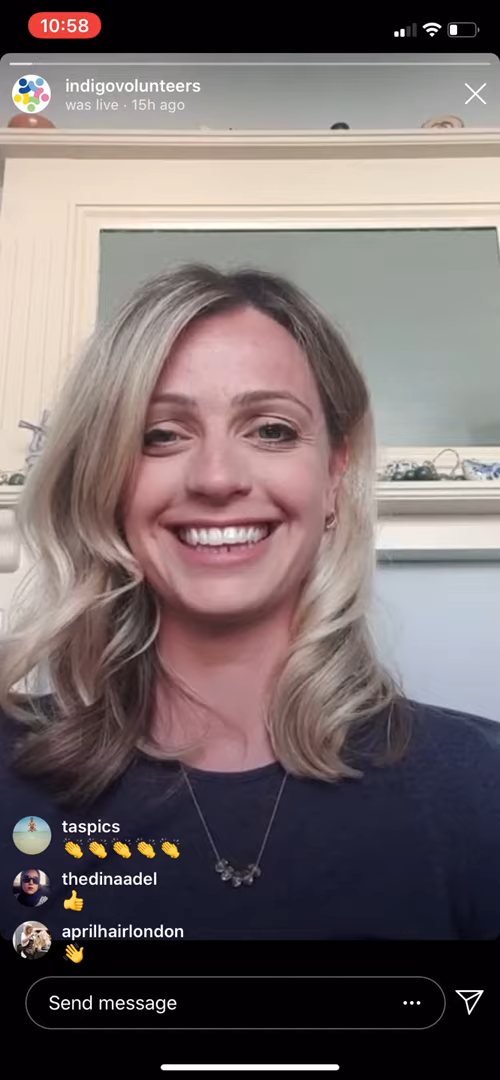 10:58
indigovolunteers
was live · 15h ago
taspics
👏👏👏👏👏
thedinaadel
👍
aprilhairlondon
👋
Send message